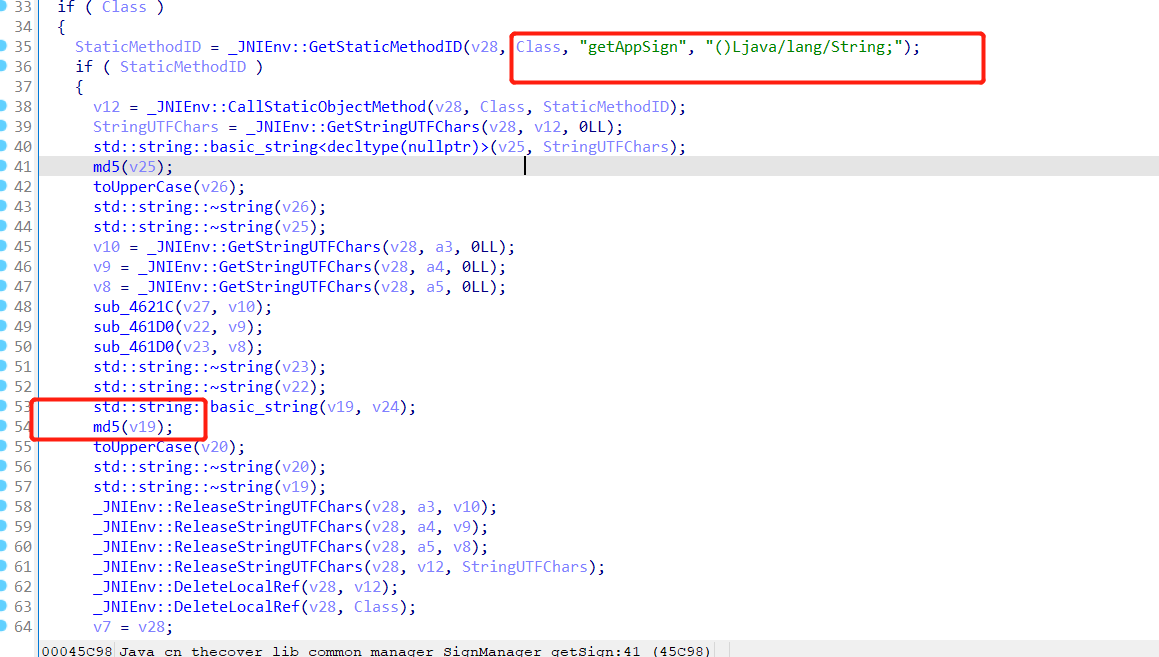 33 if ( Class )
34 {
35 StaticMethodID = _JNIEnv::GetStaticMethodID(v28, Class, "getAppSign", "()Ljava/lang/String;");
36 if ( StaticMethodID )
37 {
38 v12 = _JNIEnv::CallStaticObjectMethod(v28, Class, StaticMethodID);
39 StringUTFChars = _JNIEnv::GetStringUTFChars(v28, v12, 0LL);
40 std::string::basic_string<decltype(nullptr)>(v25, StringUTFChars);
41 md5(v25);
42 toUpperCase(v26);
43 std::string::~string(v26);
44 std::string::~string(v25);
45 v10 = _JNIEnv::GetStringUTFChars(v28, a3, 0LL);
46 v9 = _JNIEnv::GetStringUTFChars(v28, a4, 0LL);
47 v8 = _JNIEnv::GetStringUTFChars(v28, a5, 0LL);
48 sub_4621C(v27, v10);
49 sub_461D0(v22, v9);
50 sub_461D0(v23, v8);
51 std::string::~string(v23);
52 std::string::~string(v22);
53 std::string::basic_string(v19, v24);
54 md5(v19);
55 toUpperCase(v20);
56 std::string::~string(v20);
57 std::string::~string(v19);
58 _JNIEnv::ReleaseStringUTFChars(v28, a3, v10);
59 _JNIEnv::ReleaseStringUTFChars(v28, a4, v9);
60 _JNIEnv::ReleaseStringUTFChars(v28, a5, v8);
61 _JNIEnv::ReleaseStringUTFChars(v28, v12, StringUTFChars);
62 _JNIEnv::DeleteLocalRef(v28, v12);
63 _JNIEnv::DeleteLocalRef(v28, Class);
64 v7 = v28;
00045C98 Java_cn_thecover_lib_common_manager_SignManager_getSign:41 (45C98)